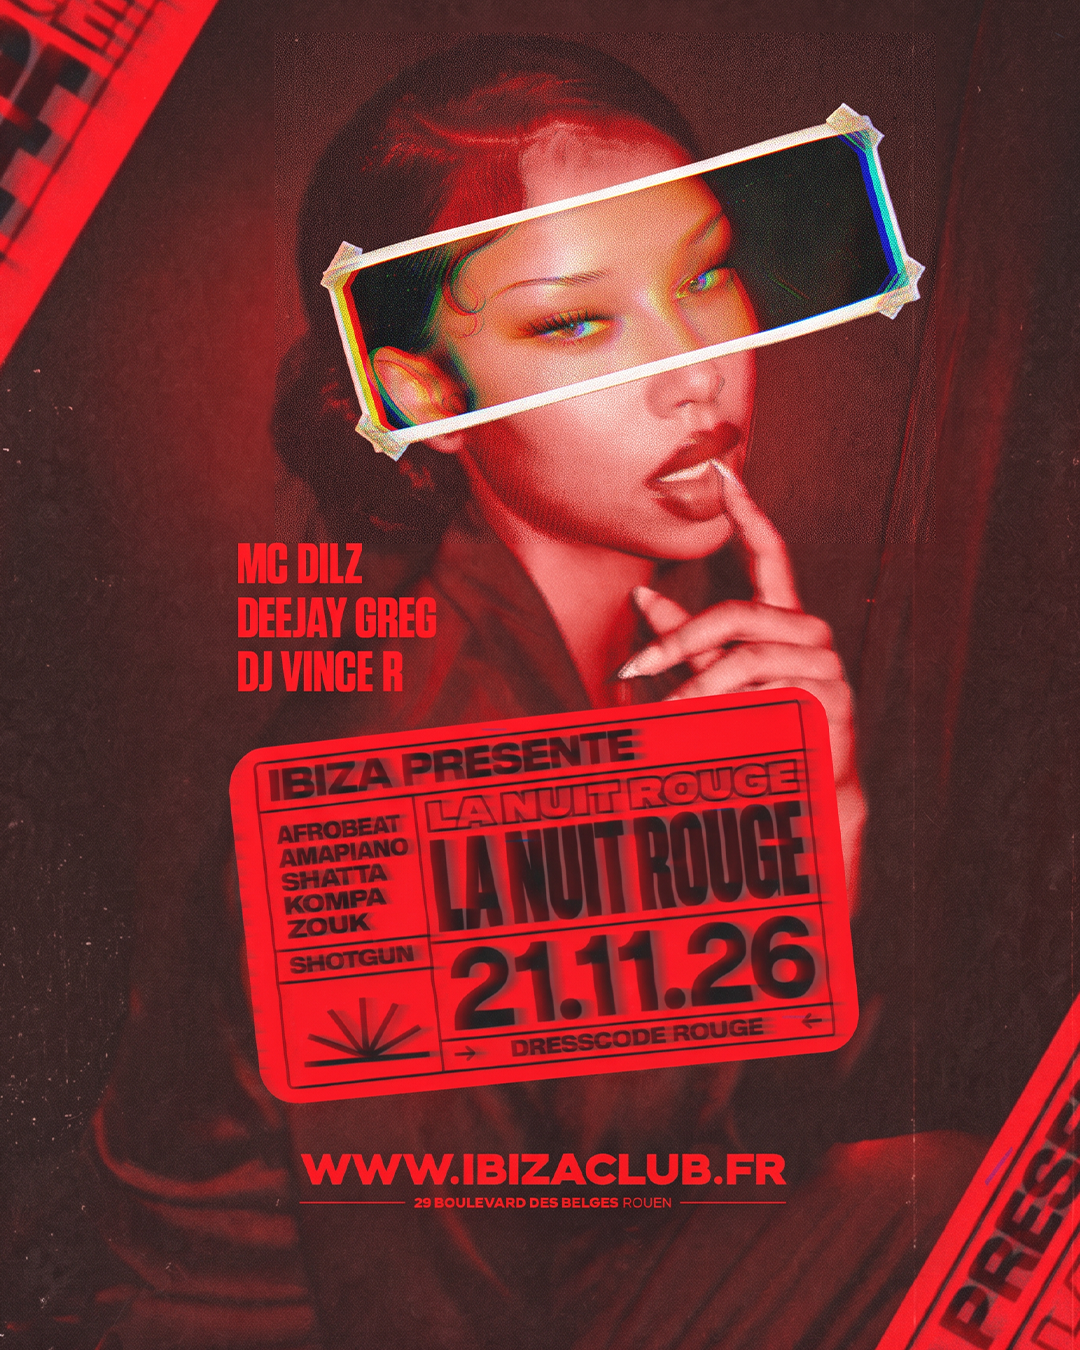 MC DILZ
DEEJAY GREG
DJ VINCE R
IBIZA PRESENTE
LA NUIT ROUGE
LA NUIT ROUGE
AFROBEAT
AMAPIANO
SHATTA
KOMPA
ZOUK
SHOTGUN
21.11.26
→ DRESSCODE ROUGE ←
WWW.IBIZACLUB.FR
29 BOULEVARD DES BELGES ROUEN
PRESE